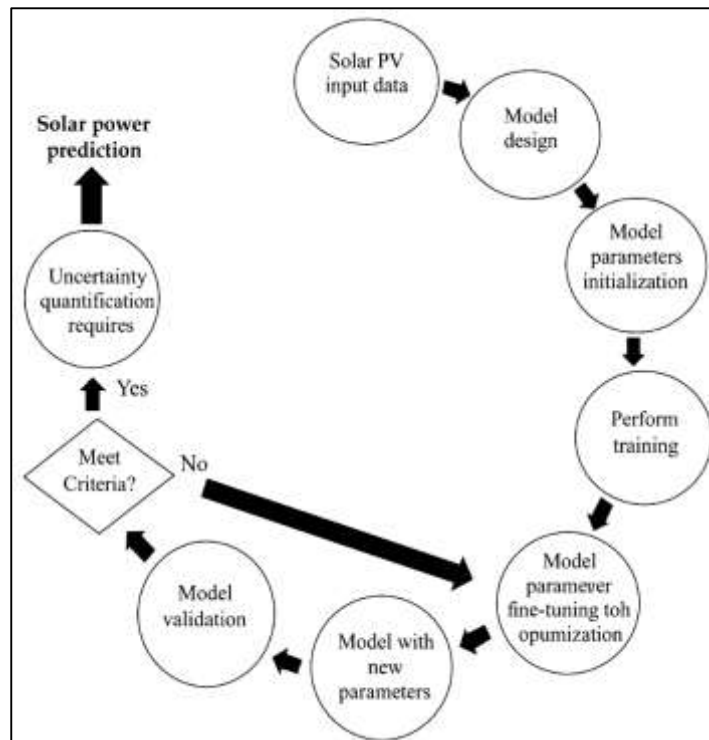 Solar PV
input data
Model
design
Model
parameters
initialization
Perform
training
Model
paramever
fine-tuning toh
opumization
Model with
new
parameters
Model
validation
Meet
Criteria?
No
Yes
Uncertainty
quantification
requires
Solar power
prediction